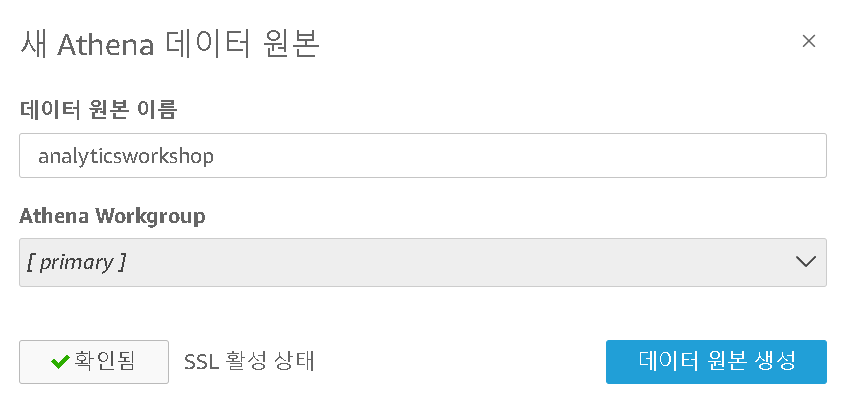 새 Athena 데이터 원본
데이터 원본 이름
analyticsworkshop
Athena Workgroup
[ primary ]
확인됨 SSL 활성 상태 데이터 원본 생성